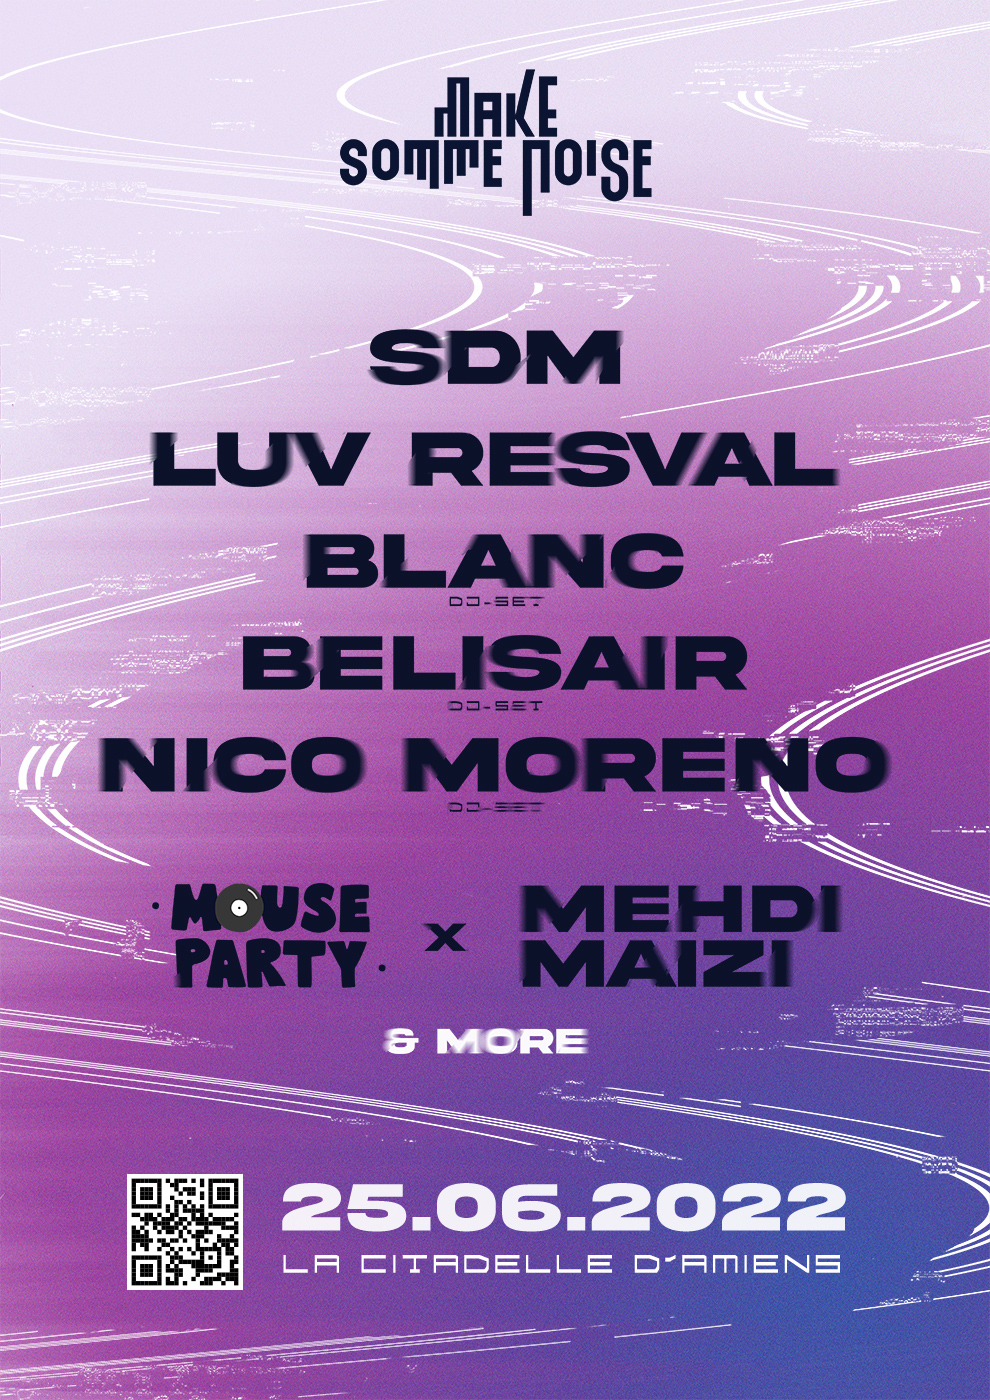 MAKE
SOMME NOISE
SDM
LUV RESVAL
BLANC
DJ-SET
BELISAIR
DJ-SET
NICO MORENO
DJ-SET
MOUSE
PARTY
X
MEHDI
MAIZI
& MORE
25.06.2022
LA CITADELLE D'AMIENS